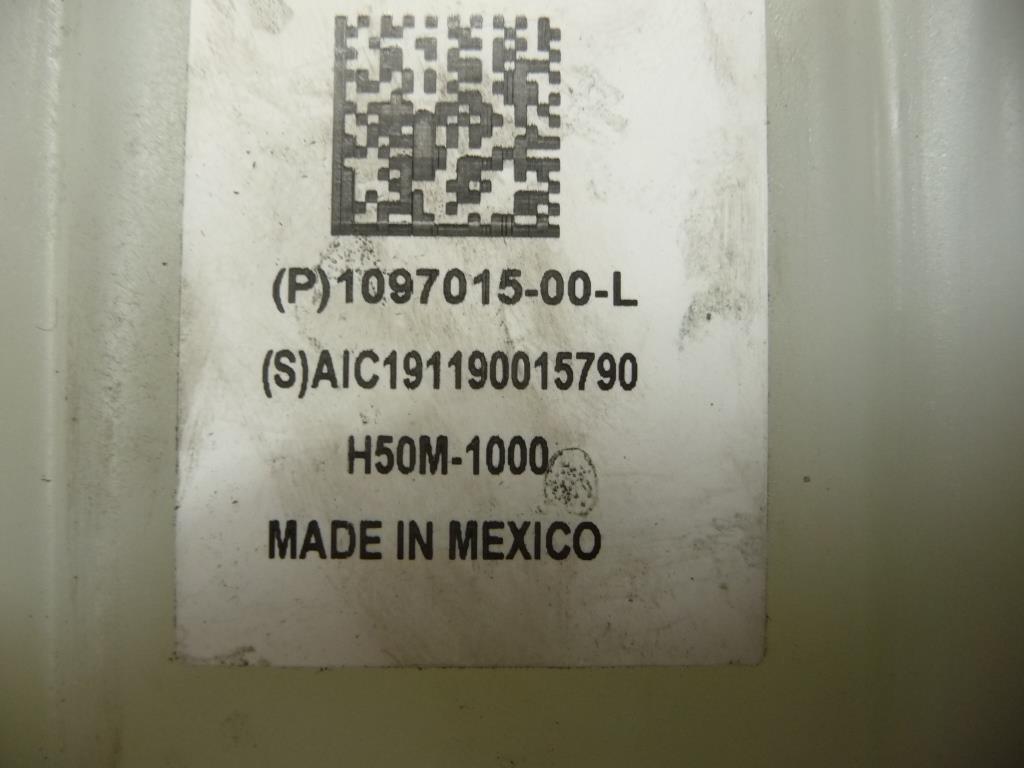 (P)1097015-00-L
(S)AIC191190015790
H50M-1000
MADE IN MEXICO